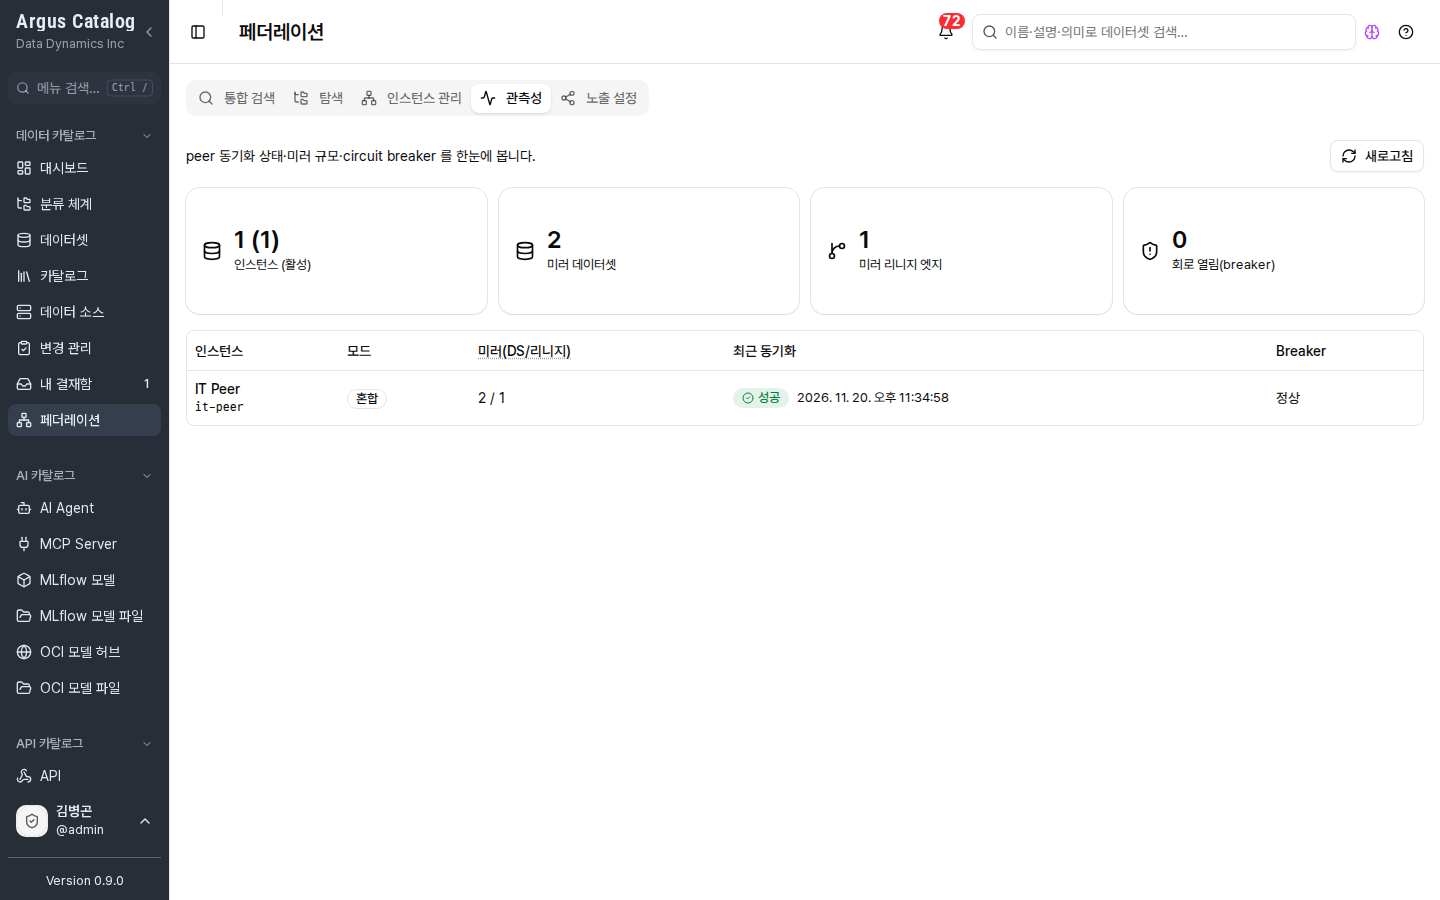 Argus Catalog
Data Dynamics Inc
메뉴 검색...
Ctrl /
데이터 카탈로그
대시보드
분류 체계
데이터셋
카탈로그
데이터 소스
변경 관리
내 결재함
1
페더레이션
AI 카탈로그
AI Agent
MCP Server
MLflow 모델
MLflow 모델 파일
OCI 모델 허브
OCI 모델 파일
API 카탈로그
API
김병곤
@admin
Version 0.9.0
페더레이션
72
이름·설명·의미로 데이터셋 검색...
통합 검색
탐색
인스턴스 관리
관측성
노출 설정
peer 동기화 상태·미러 규모·circuit breaker 를 한눈에 봅니다.
새로고침
1 (1)
인스턴스 (활성)
2
미러 데이터셋
1
미러 리니지 엣지
0
회로 열림(breaker)
인스턴스 모드 미러(DS/리니지) 최근 동기화 Breaker
IT Peer
it-peer
혼합
2 / 1
성공 2026. 11. 20. 오후 11:34:58
정상